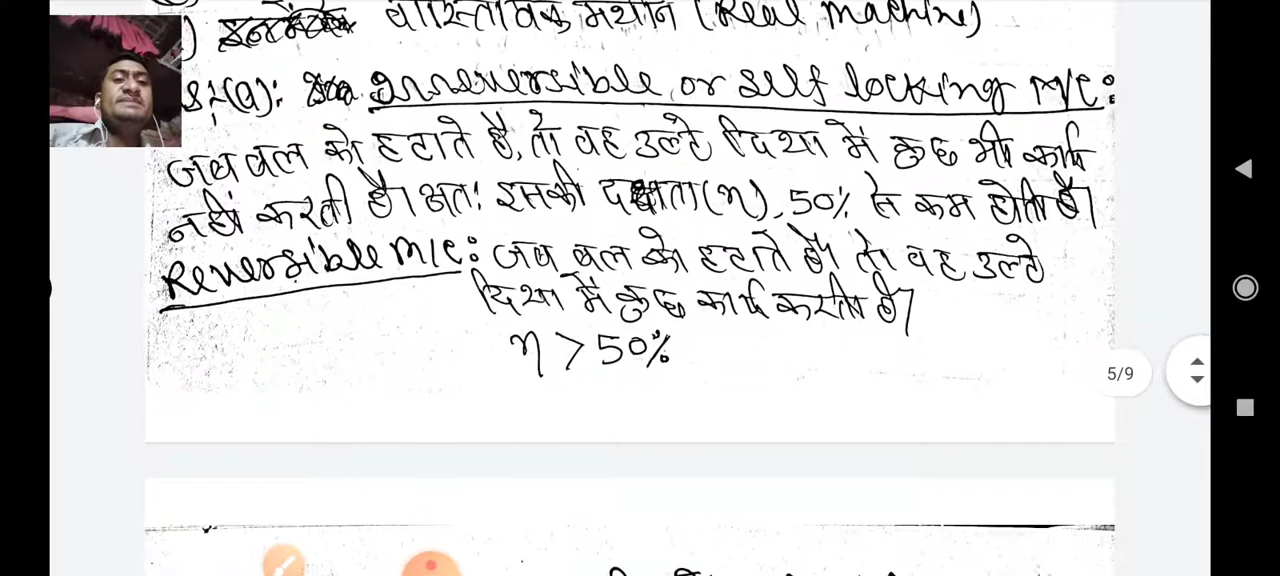 ) वास्तविक मशीन (Real machine)
(a): Irreversible or self locking M/C:
जब बल को हटाते है, तो वह उल्टे दिशा में कुछ भी कार्य
नहीं करती है। अतः इसकी दक्षता (η), 50% से कम होती है।
Reversible M/C: जब बल को हटाते हैं तो वह उल्टे
दिशा में कुछ कार्य करती है।
η > 50%
5/9